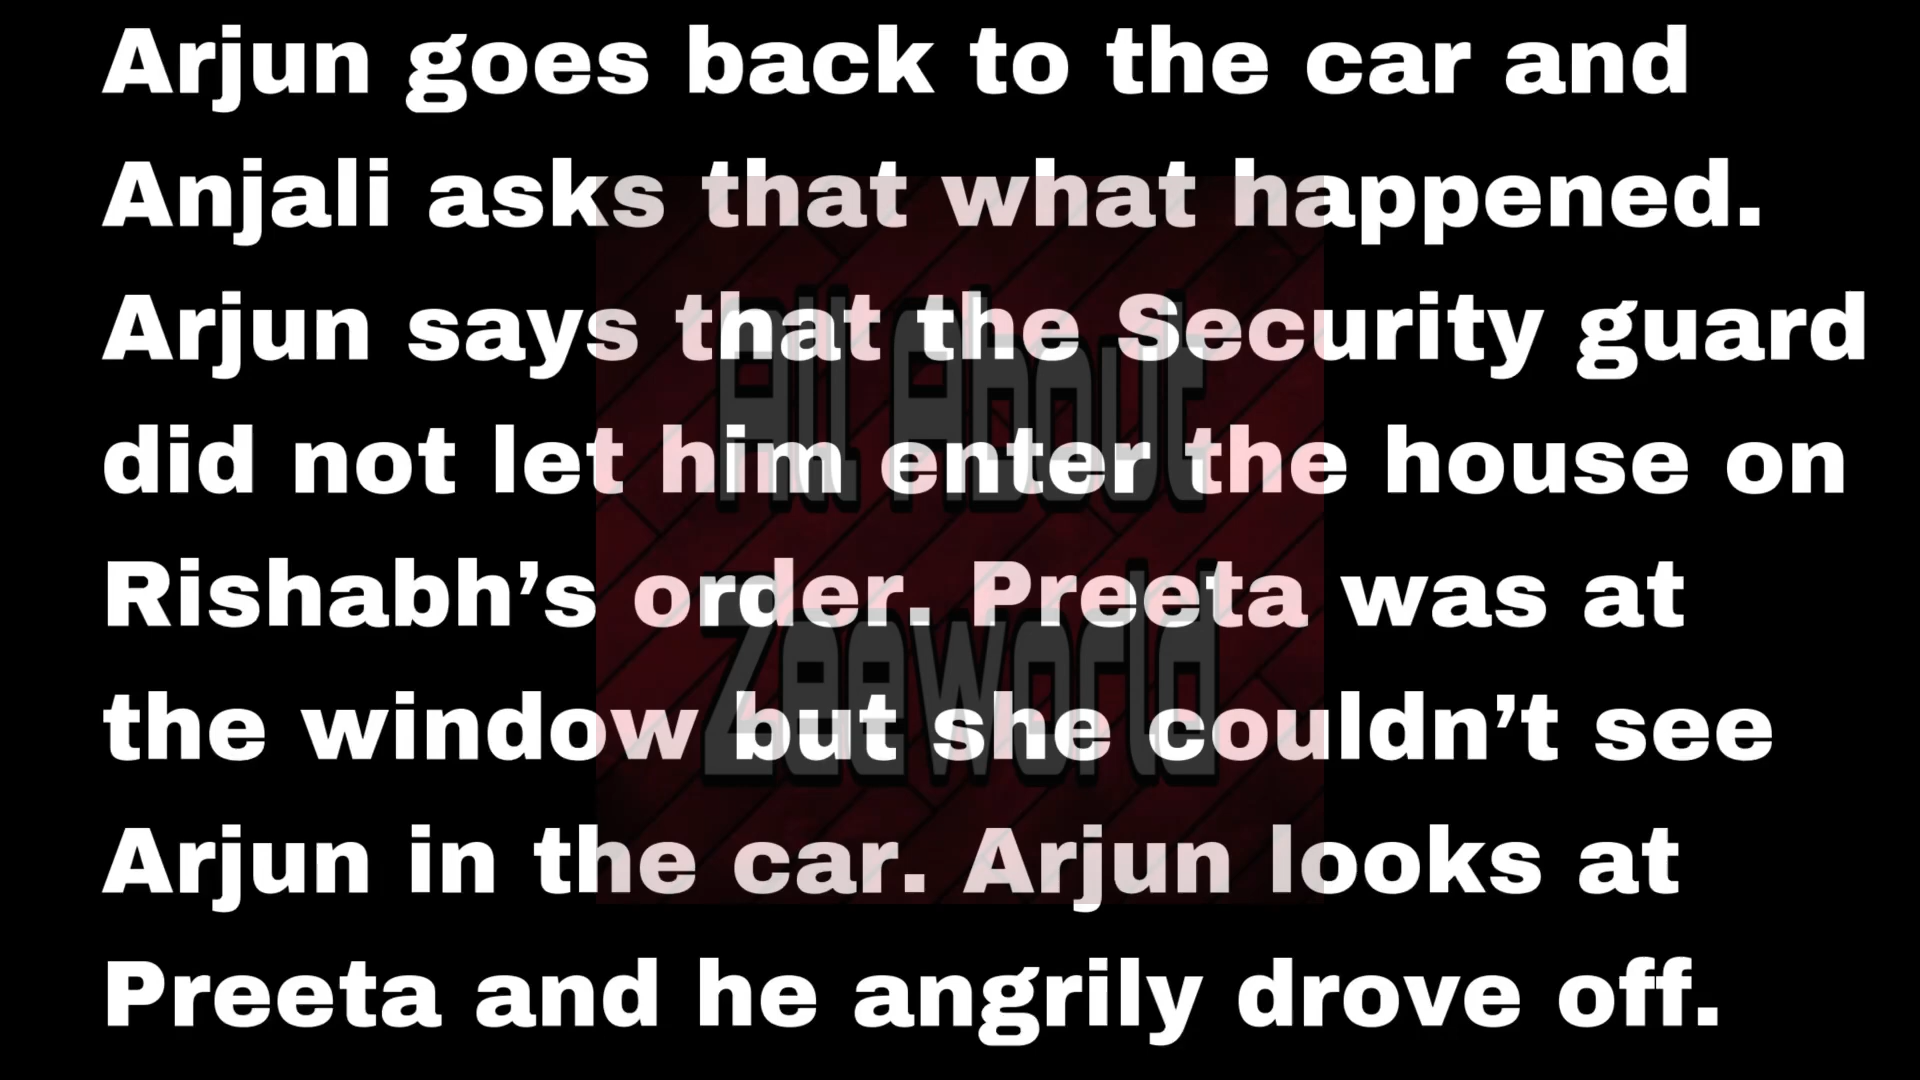 Arjun goes back to the car and
Anjali asks that what happened.
Arjun says that the Security guard
did not let him enter the house on
Rishabh’s order. Preeta was at
the window but she couldn’t see
Arjun in the car. Arjun looks at
Preeta and he angrily drove off.
All About
Zeeworld